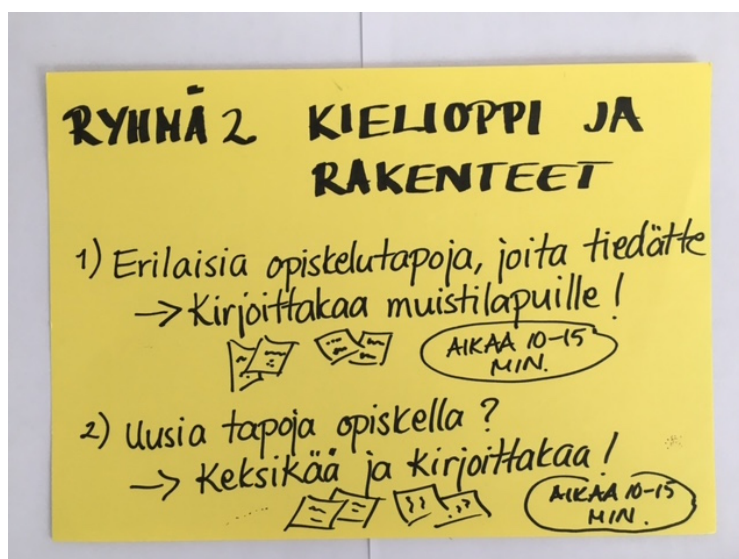 RYHMÄ 2 KIELIOPPI JA
RAKENTEET
1) Erilaisia opiskelutapoja, joita tiedätte
→ Kirjoittakaa muistilapuille!
AIKAA 10-15
MIN.
2) Uusia tapoja opiskella?
→ Keksikää ja kirjoittakaa!
AIKAA 10-15
MIN.